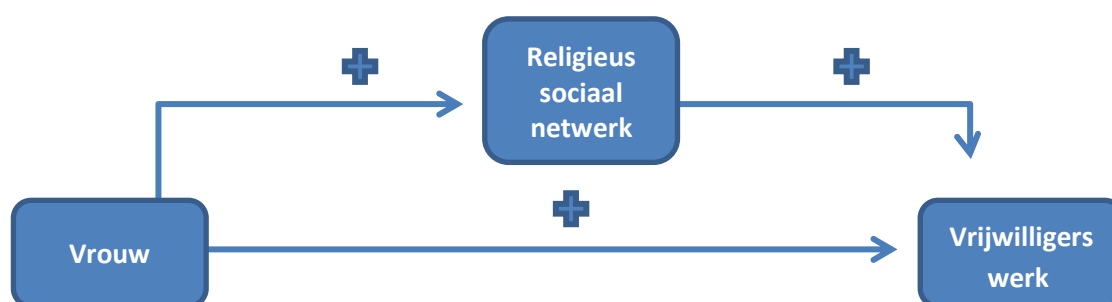 Religieus
sociaal
netwerk
Vrouw
Vrijwilligers
werk